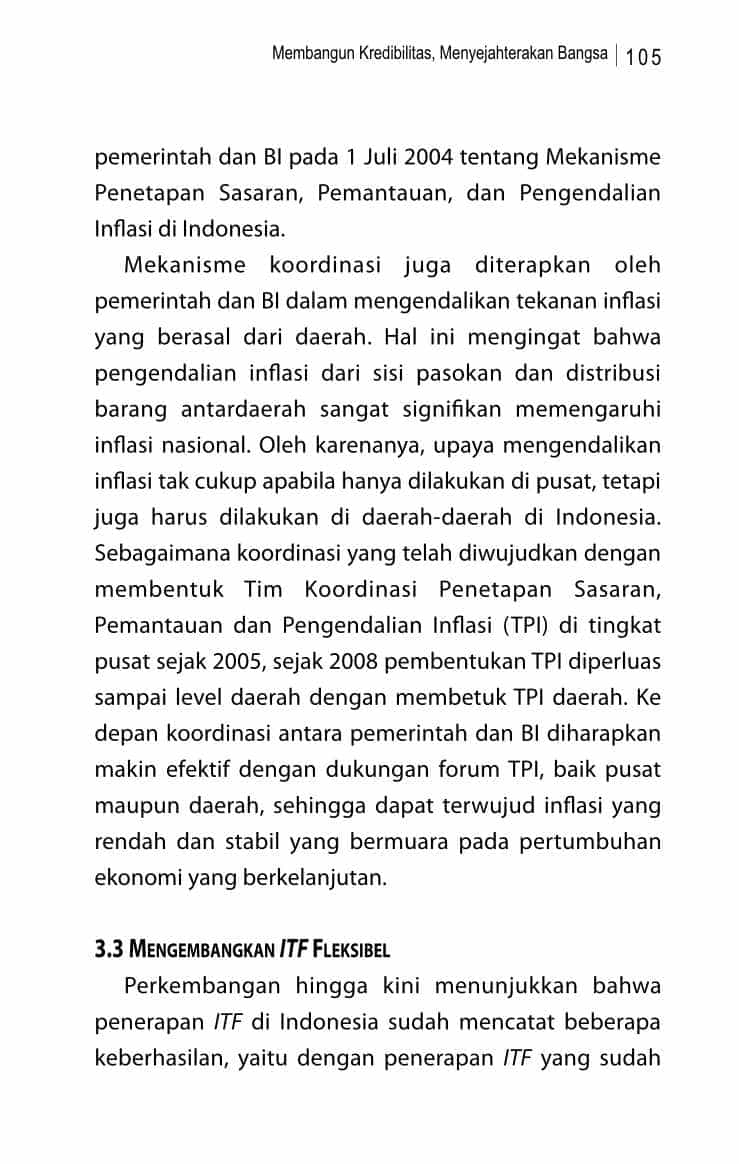 Membangun Kredibilitas, Menyejahterakan Bangsa | 105
pemerintah dan BI pada 1 Juli 2004 tentang Mekanisme
Penetapan Sasaran, Pemantauan, dan Pengendalian
Inflasi di Indonesia.
Mekanisme koordinasi juga diterapkan oleh
pemerintah dan BI dalam mengendalikan tekanan inflasi
yang berasal dari daerah. Hal ini mengingat bahwa
pengendalian inflasi dari sisi pasokan dan distribusi
barang antardaerah sangat signifikan memengaruhi
inflasi nasional. Oleh karenanya, upaya mengendalikan
inflasi tak cukup apabila hanya dilakukan di pusat, tetapi
juga harus dilakukan di daerah-daerah di Indonesia.
Sebagaimana koordinasi yang telah diwujudkan dengan
membentuk Tim Koordinasi Penetapan Sasaran,
Pemantauan dan Pengendalian Inflasi (TPI) di tingkat
pusat sejak 2005, sejak 2008 pembentukan TPI diperluas
sampai level daerah dengan membetuk TPI daerah. Ke
depan koordinasi antara pemerintah dan BI diharapkan
makin efektif dengan dukungan forum TPI, baik pusat
maupun daerah, sehingga dapat terwujud inflasi yang
rendah dan stabil yang bermuara pada pertumbuhan
ekonomi yang berkelanjutan.
3.3 MENGEMBANGKAN ITF FLEKSIBEL
Perkembangan hingga kini menunjukkan bahwa
penerapan ITF di Indonesia sudah mencatat beberapa
keberhasilan, yaitu dengan penerapan ITF yang sudah